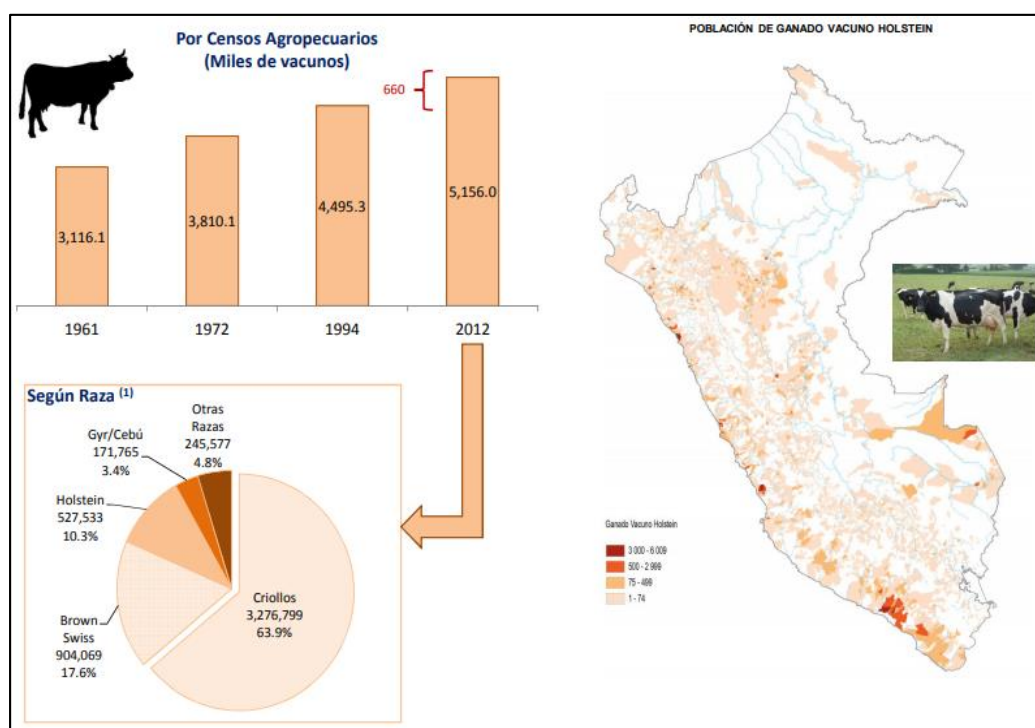 Por Censos Agropecuarios
(Miles de vacunos)
660
3,116.1
3,810.1
4,495.3
5,156.0
1961
1972
1994
2012
Según Raza (1)
Otras
Razas
245,577
4.8%
Gyr/Cebú
171,765
3.4%
Holstein
527,533
10.3%
Brown
Swiss
904,069
17.6%
Criollos
3,276,799
63.9%
POBLACIÓN DE GANADO VACUNO HOLSTEIN
Ganado Vacuno Holstein
3 000 - 6 009
500 - 2 999
75 - 499
1 - 74